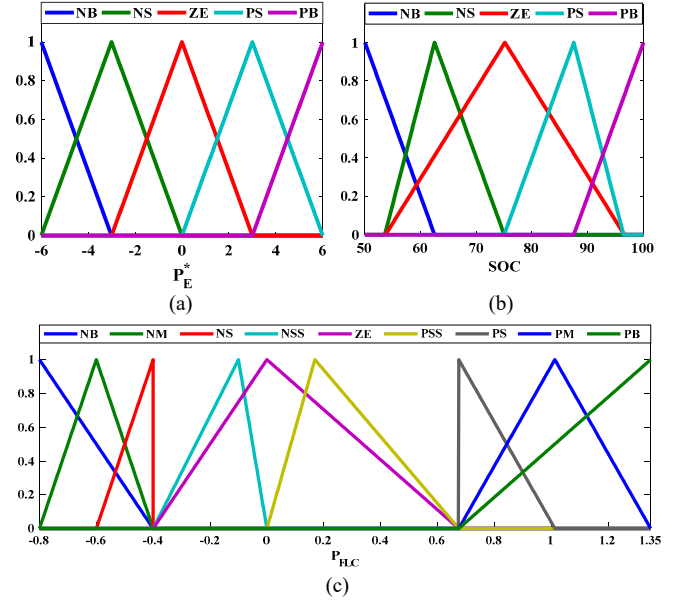 NB NS ZE PS PB
1
0.8
0.6
0.4
0.2
0
-6 -4 -2 0 2 4 6
P*E
(a)
NB NS ZE PS PB
1
0.8
0.6
0.4
0.2
0
50 60 70 80 90 100
SOC
(b)
NB NM NS NSS ZE PSS PS PM PB
1
0.8
0.6
0.4
0.2
0
-0.8 -0.6 -0.4 -0.2 0 0.2 0.4 0.6 0.8 1 1.2 1.35
PFLC
(c)